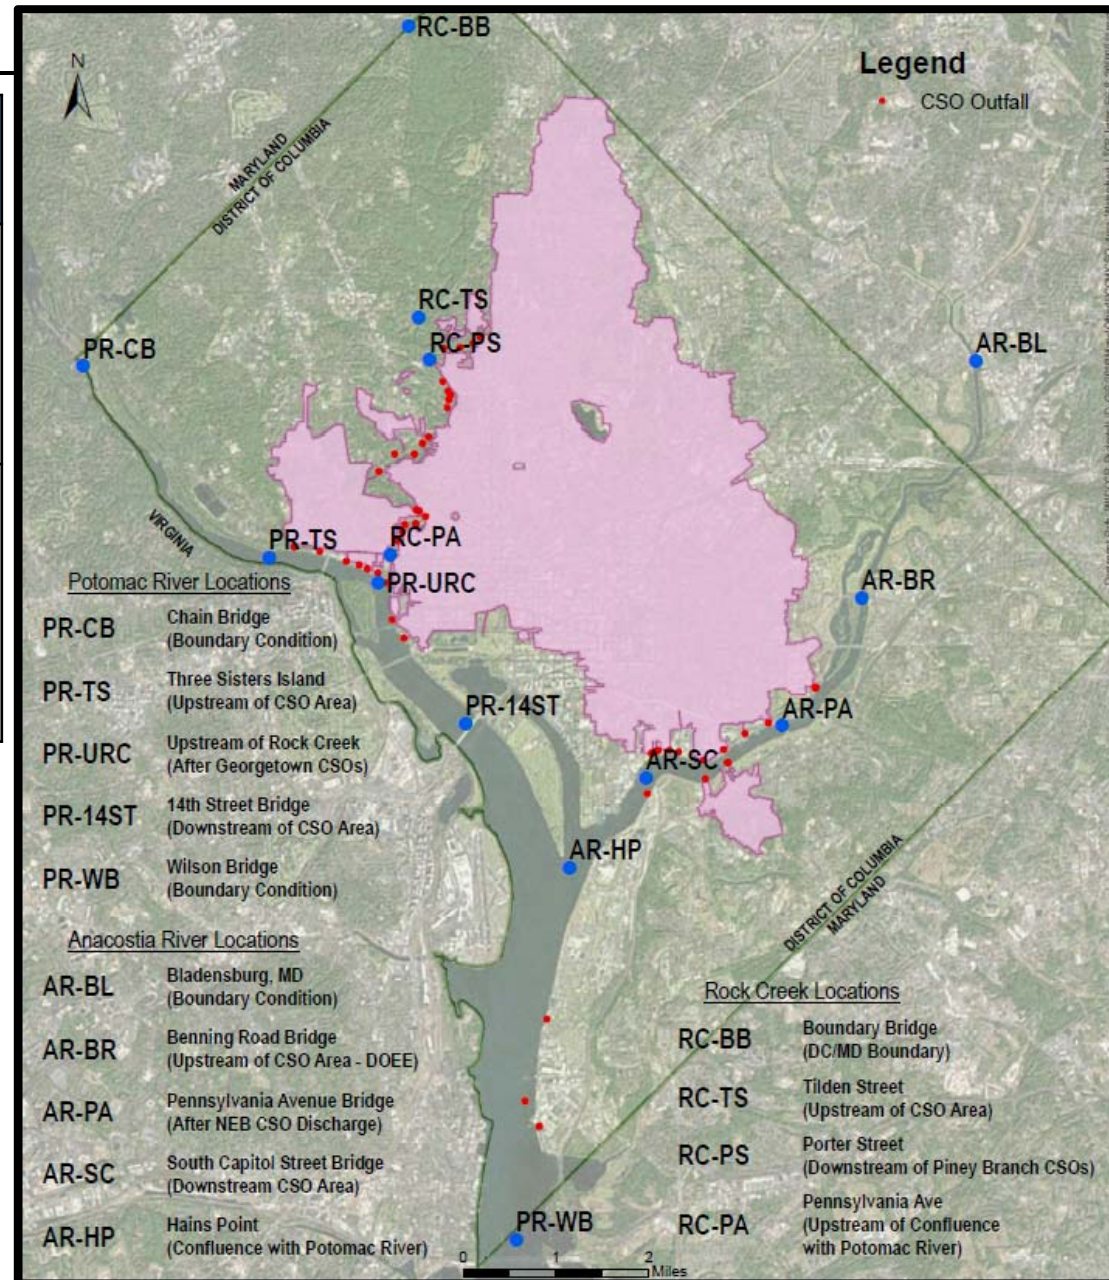 RC-BB
N
Legend
CSO Outfall
MARYLAND
DISTRICT OF COLUMBIA
RC-TS
RC-PS
PR-CB
AR-BL
VIRGINIA
PR-TS
RC-PA
PR-URC
AR-BR
PR-14ST
AR-PA
AR-SC
AR-HP
DISTRICT OF COLUMBIA
MARYLAND
PR-WB
0 2
Miles
Potomac River Locations
PR-CB Chain Bridge
(Boundary Condition)
PR-TS Three Sisters Island
(Upstream of CSO Area)
PR-URC Upstream of Rock Creek
(After Georgetown CSOs)
PR-14ST 14th Street Bridge
(Downstream of CSO Area)
PR-WB Wilson Bridge
(Boundary Condition)
Anacostia River Locations
AR-BL Bladensburg, MD
(Boundary Condition)
AR-BR Benning Road Bridge
(Upstream of CSO Area - DOEE)
AR-PA Pennsylvania Avenue Bridge
(After NEB CSO Discharge)
AR-SC South Capitol Street Bridge
(Downstream CSO Area)
AR-HP Hains Point
(Confluence with Potomac River)
Rock Creek Locations
RC-BB Boundary Bridge
(DC/MD Boundary)
RC-TS Tilden Street
(Upstream of CSO Area)
RC-PS Porter Street
(Downstream of Piney Branch CSOs)
RC-PA Pennsylvania Ave
(Upstream of Confluence
with Potomac River)